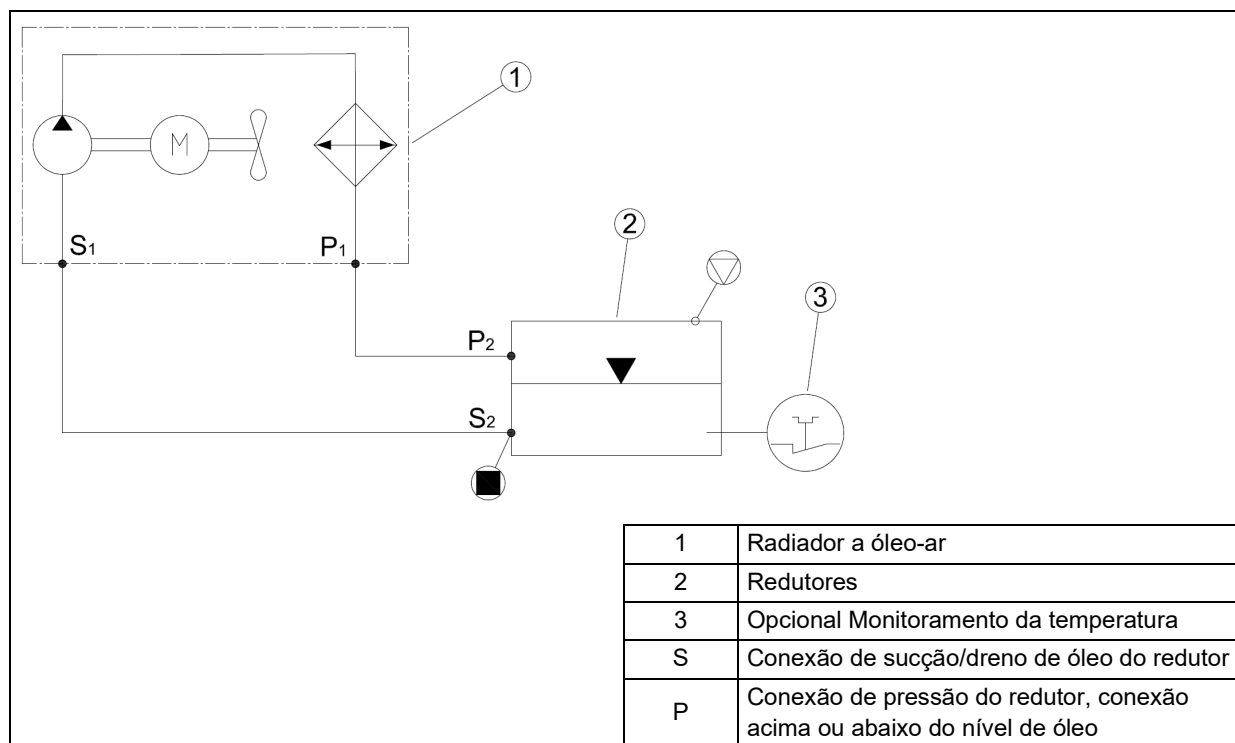 1
M
S1
P1
2
3
P2
S2
1 Radiador a óleo-ar
2 Redutores
3 Opcional Monitoramento da temperatura
S Conexão de sucção/dreno de óleo do redutor
P Conexão de pressão do redutor, conexão
acima ou abaixo do nível de óleo